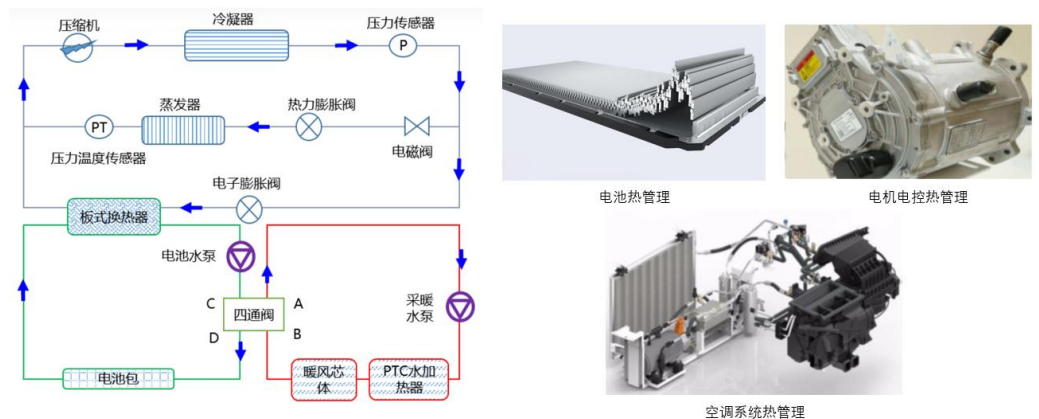 压缩机
冷凝器
压力传感器
P
蒸发器
热力膨胀阀
PT
压力温度传感器
电磁阀
电子膨胀阀
板式换热器
电池水泵
C
A
四通阀
D
B
采暖
水泵
电池包
暖风芯
体
PTC水加
热器
电池热管理
电机电控热管理
空调系统热管理